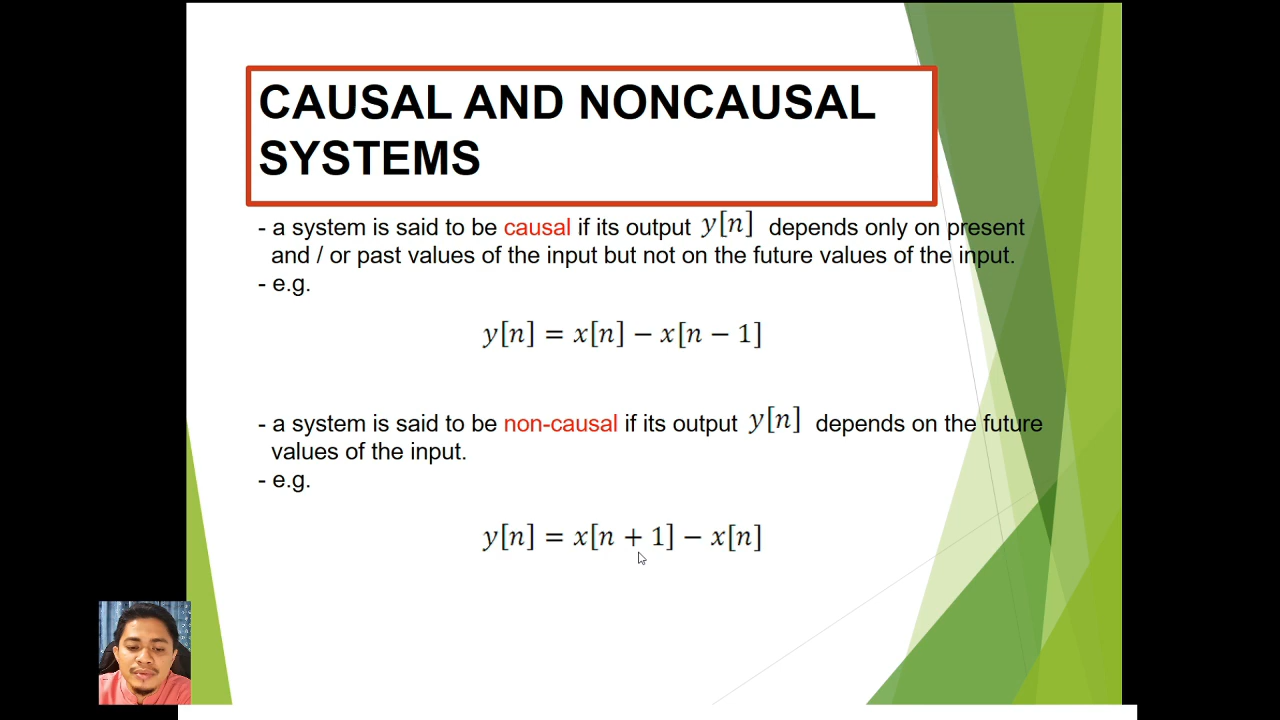 CAUSAL AND NONCAUSAL
SYSTEMS
- a system is said to be causal if its output y[n] depends only on present
and / or past values of the input but not on the future values of the input.
- e.g.
y[n] = x[n] − x[n − 1]
- a system is said to be non-causal if its output y[n] depends on the future
values of the input.
- e.g.
y[n] = x[n + 1] − x[n]